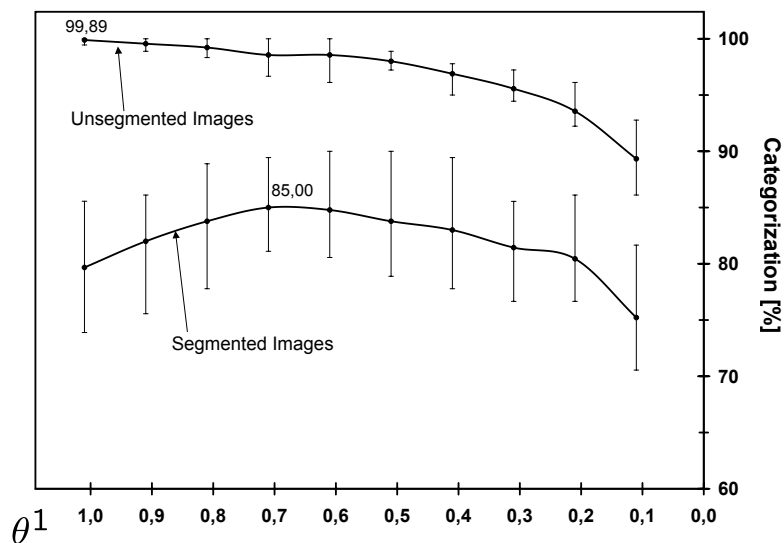 99,89
100
Unsegmented Images
90
Categorization [%]
85,00
80
Segmented Images
70
60
θ¹ 1,0 0,9 0,8 0,7 0,6 0,5 0,4 0,3 0,2 0,1 0,0